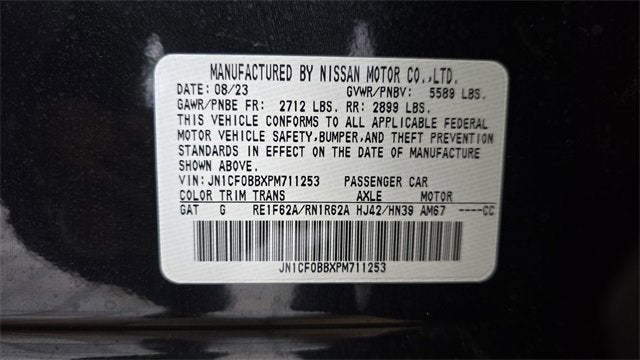 MANUFACTURED BY NISSAN MOTOR CO.,LTD.
DATE: 08/23 GVWR/PNBV: 5589 LBS.
GAWR/PNBE FR: 2712 LBS. RR: 2899 LBS.
THIS VEHICLE CONFORMS TO ALL APPLICABLE FEDERAL
MOTOR VEHICLE SAFETY,BUMPER,AND THEFT PREVENTION
STANDARDS IN EFFECT ON THE DATE OF MANUFACTURE
SHOWN ABOVE.
VIN:JN1CF0BBXPM711253 PASSENGER CAR
COLOR TRIM TRANS AXLE MOTOR
GAT G RE1F62A/RN1R62A HJ42/HN39 AM67 ----CC
JN1CF0BBXPM711253